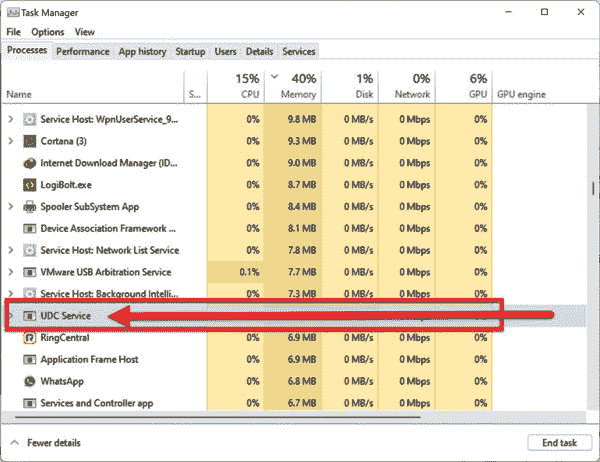 Task Manager
File Options View
Processes Performance App history Startup Users Details Services
15% 40% 1% 0% 6%
Name S... CPU Memory Disk Network GPU GPU engine
Service Host: WpnUserService_9... 0% 9.8 MB 0 MB/s 0 Mbps 0%
Cortana (3) 0% 9.3 MB 0 MB/s 0 Mbps 0%
Internet Download Manager (ID... 0% 9.0 MB 0 MB/s 0 Mbps 0%
LogiBolt.exe 0% 8.7 MB 0 MB/s 0 Mbps 0%
Spooler SubSystem App 0% 8.4 MB 0 MB/s 0 Mbps 0%
Device Association Framework ... 0% 8.1 MB 0 MB/s 0 Mbps 0%
Service Host: Network List Service 0% 7.8 MB 0 MB/s 0 Mbps 0%
VMware USB Arbitration Service 0.1% 7.7 MB 0 MB/s 0 Mbps 0%
Service Host: Background Intelli... 0% 7.3 MB 0 MB/s 0 Mbps 0%
UDC Service
RingCentral 0% 6.9 MB 0 MB/s 0 Mbps 0%
Application Frame Host 0% 6.9 MB 0 MB/s 0 Mbps 0%
WhatsApp 0% 6.8 MB 0 MB/s 0 Mbps 0%
Services and Controller app 0% 6.7 MB 0 MB/s 0 Mbps 0%
Fewer details End task